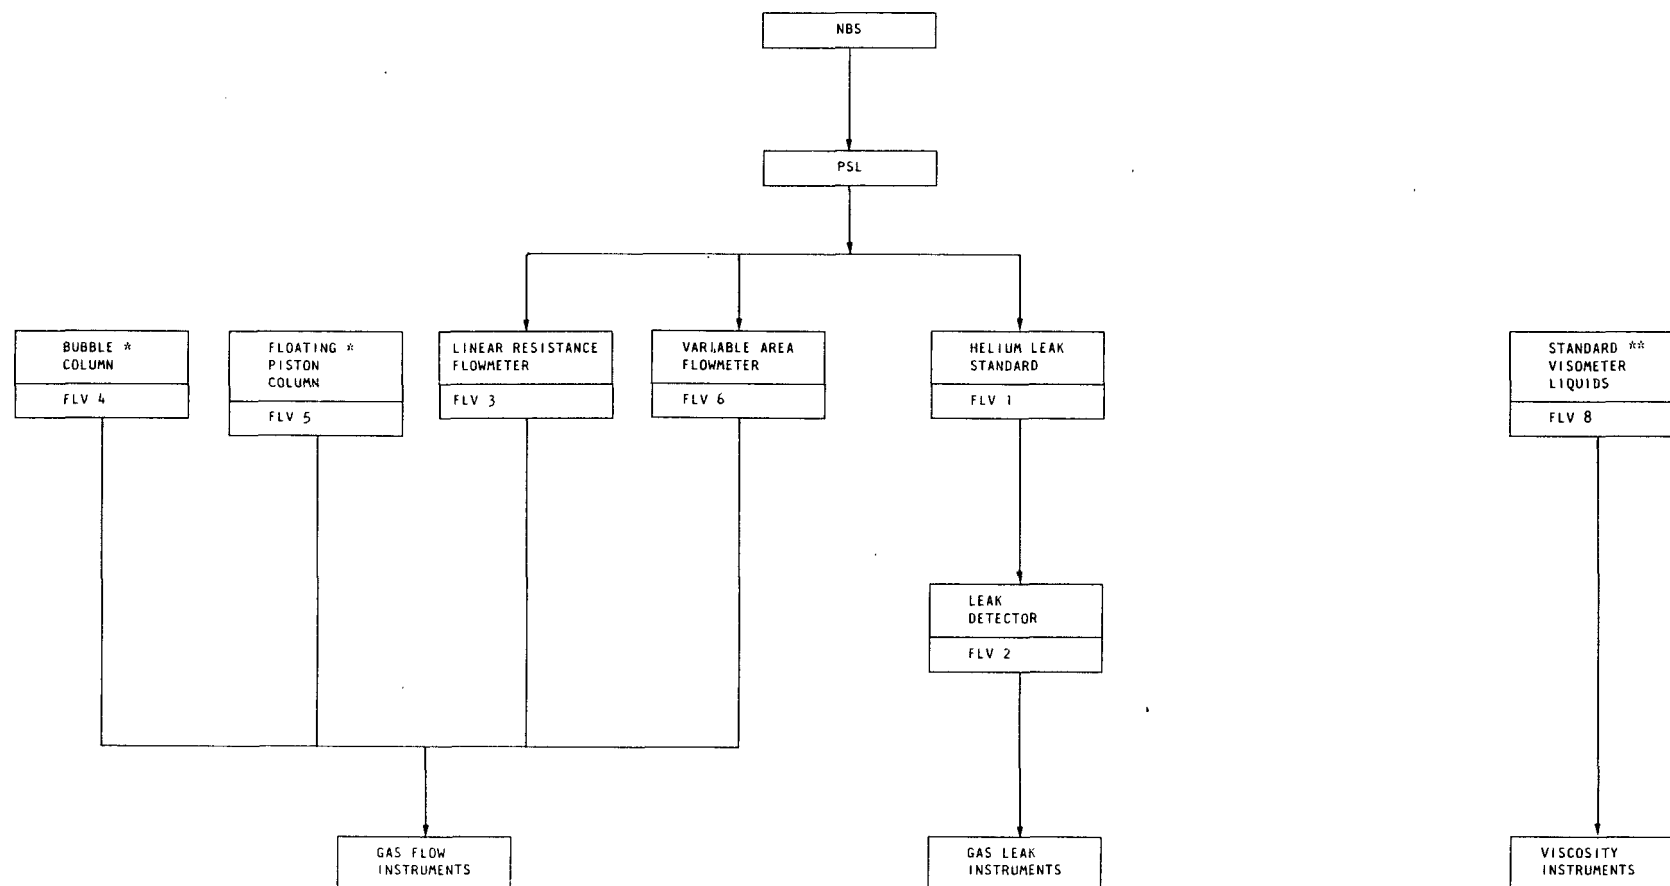 NBS
PSL
BUBBLE *
COLUMN
FLV 4
FLOATING *
PISTON
COLUMN
FLV 5
LINEAR RESISTANCE
FLOWMETER
FLV 3
VARIABLE AREA
FLOWMETER
FLV 6
HELIUM LEAK
STANDARD
FLV 1
STANDARD **
VISOMETER
LIQUIDS
FLV 8
LEAK
DETECTOR
FLV 2
GAS FLOW
INSTRUMENTS
GAS LEAK
INSTRUMENTS
VISCOSITY
INSTRUMENTS